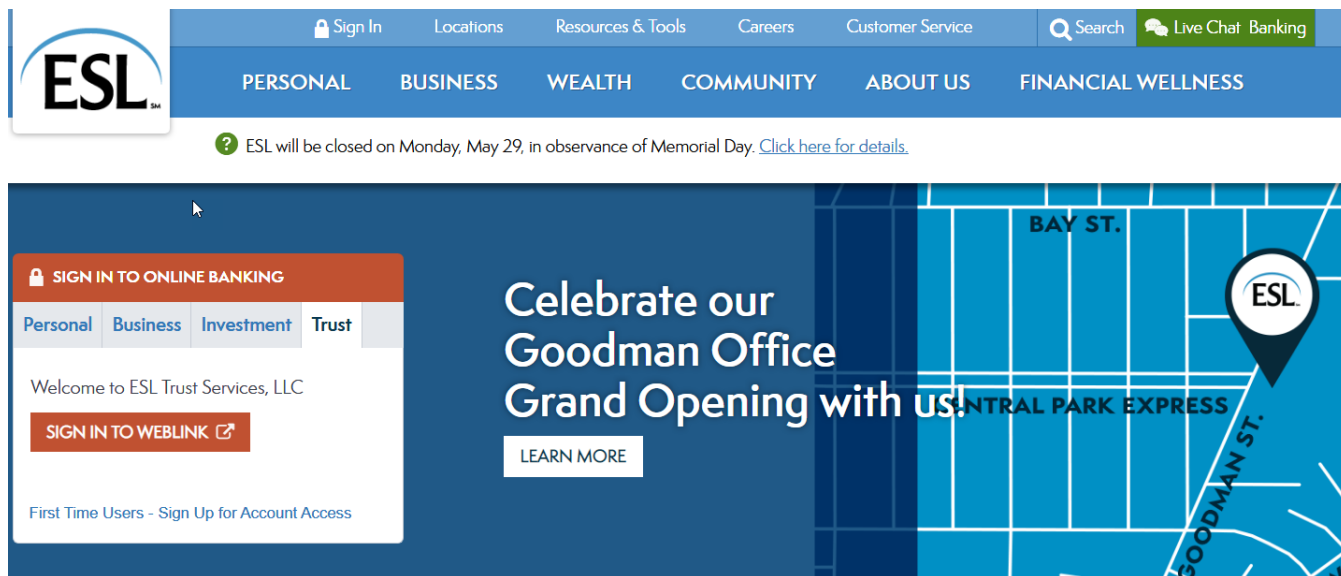 Sign In Locations Resources & Tools Careers Customer Service Search Live Chat Banking
ESL SM
PERSONAL BUSINESS WEALTH COMMUNITY ABOUT US FINANCIAL WELLNESS
ESL will be closed on Monday, May 29, in observance of Memorial Day. Click here for details.
SIGN IN TO ONLINE BANKING
Personal Business Investment Trust
Welcome to ESL Trust Services, LLC
SIGN IN TO WEBLINK
First Time Users - Sign Up for Account Access
Celebrate our
Goodman Office
Grand Opening with us!
LEARN MORE
BAY ST.
ESL
CENTRAL PARK EXPRESS
GOODMAN ST.